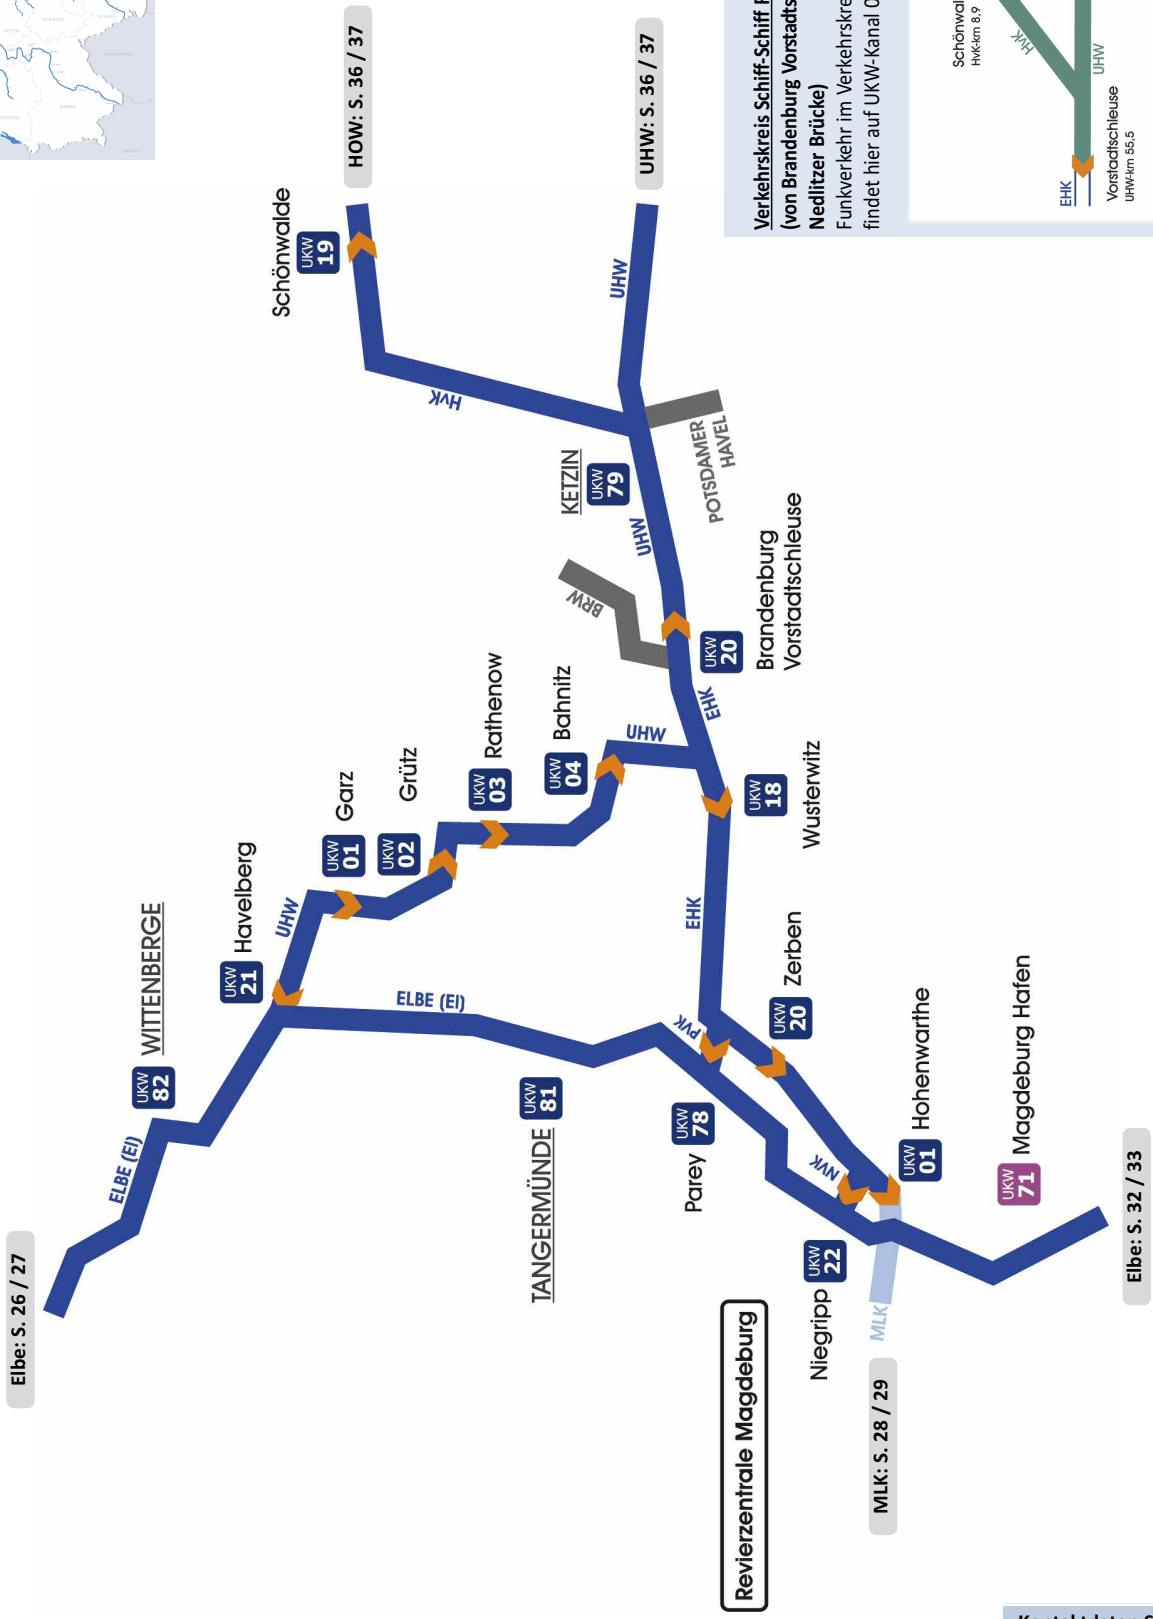 Elbe: S. 26 / 27
ELBE (El)
UKW
82
WITTENBERGE
UKW
21
Havelberg
UHW
UKW
01
Garz
UKW
02
Grütz
UKW
03
Rathenow
UKW
04
Bahnitz
UHW
ELBE (El)
TANGERMÜNDE
UKW
81
Parey
UKW
78
PVK
EHK
UKW
18
Wusterwitz
UKW
20
Zerben
NVK
UKW
01
Hohenwarthe
Niegripp
UKW
22
MLK
MLK: S. 28 / 29
UKW
71
Magdeburg Hafen
Elbe: S. 32 / 33
Revierzentrale Magdeburg
EHK
UKW
20
Brandenburg
Vorstadtschleuse
BRW
UHW
KETZIN
UKW
79
POTSDAMER
HAVEL
HvK
UHW
Schönwalde
UKW
19
HOW: S. 36 / 37
UHW: S. 36 / 37
Verkehrskreis Schiff-Schiff
(von Brandenburg Vorstadts
Nedlitzer Brücke)
Funkverkehr im Verkehrskre
findet hier auf UKW-Kanal 0
Schönwal
HvK-km 8,9
HvK
UHW
EHK
Vorstadtschleuse
UHW-km 55,5